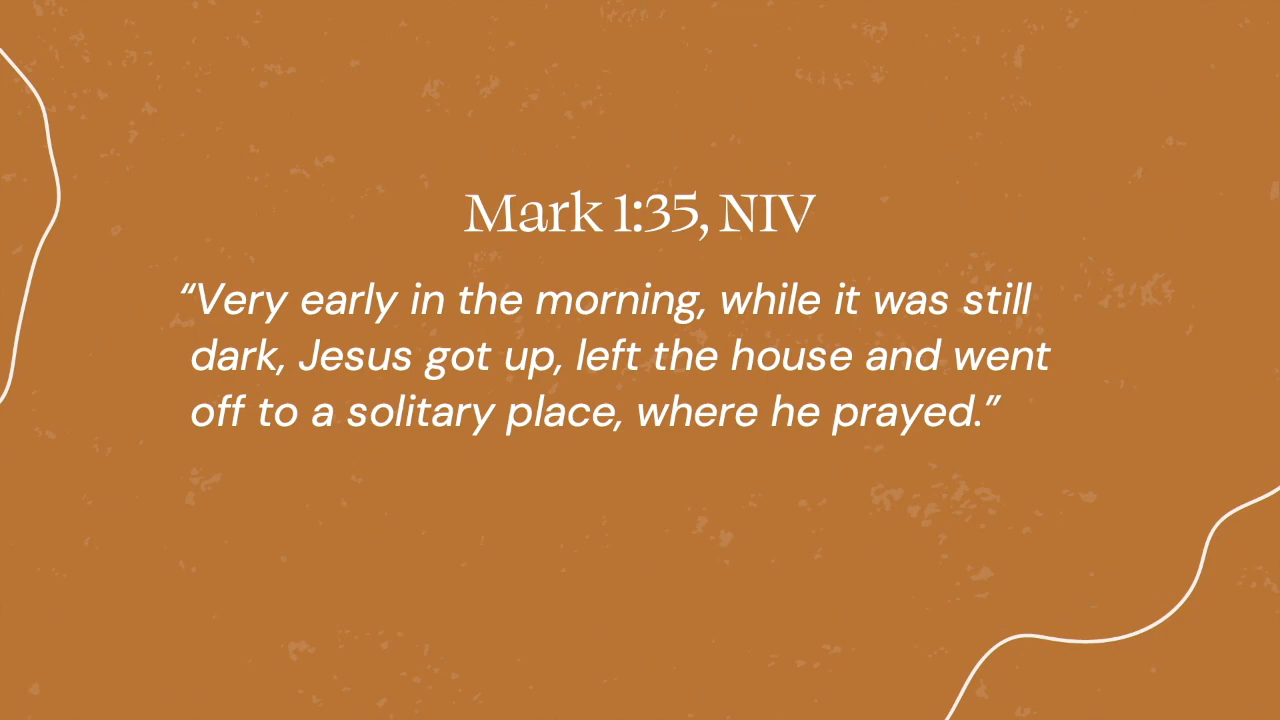 Mark 1:35, NIV
“Very early in the morning, while it was still
dark, Jesus got up, left the house and went
off to a solitary place, where he prayed.”